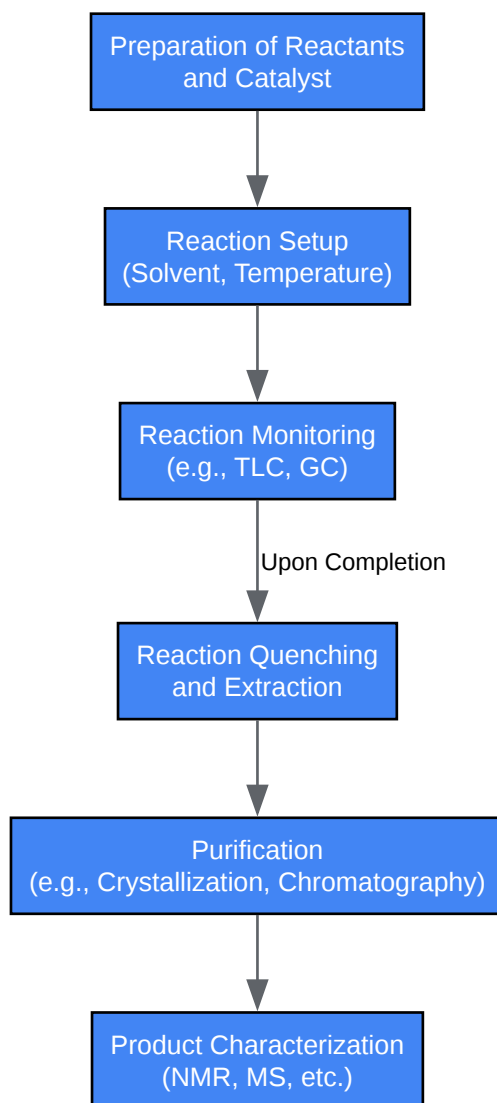 Preparation of Reactants
and Catalyst
Reaction Setup
(Solvent, Temperature)
Reaction Monitoring
(e.g., TLC, GC)
Upon Completion
Reaction Quenching
and Extraction
Purification
(e.g., Crystallization, Chromatography)
Product Characterization
(NMR, MS, etc.)